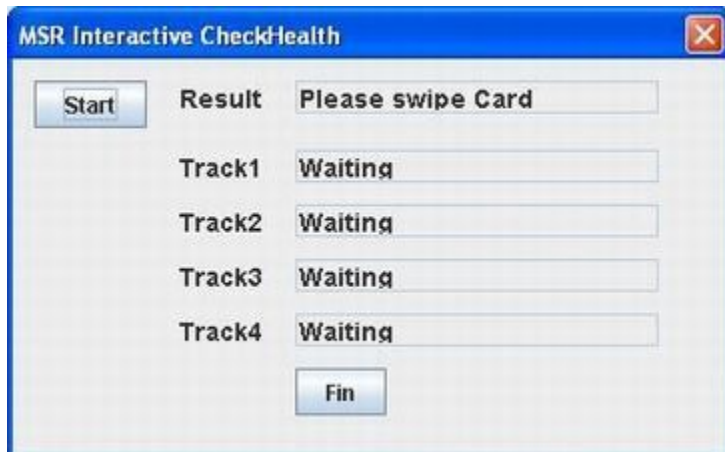 MSR Interactive CheckHealth
Start Result Please swipe Card
Track1 Waiting
Track2 Waiting
Track3 Waiting
Track4 Waiting
Fin